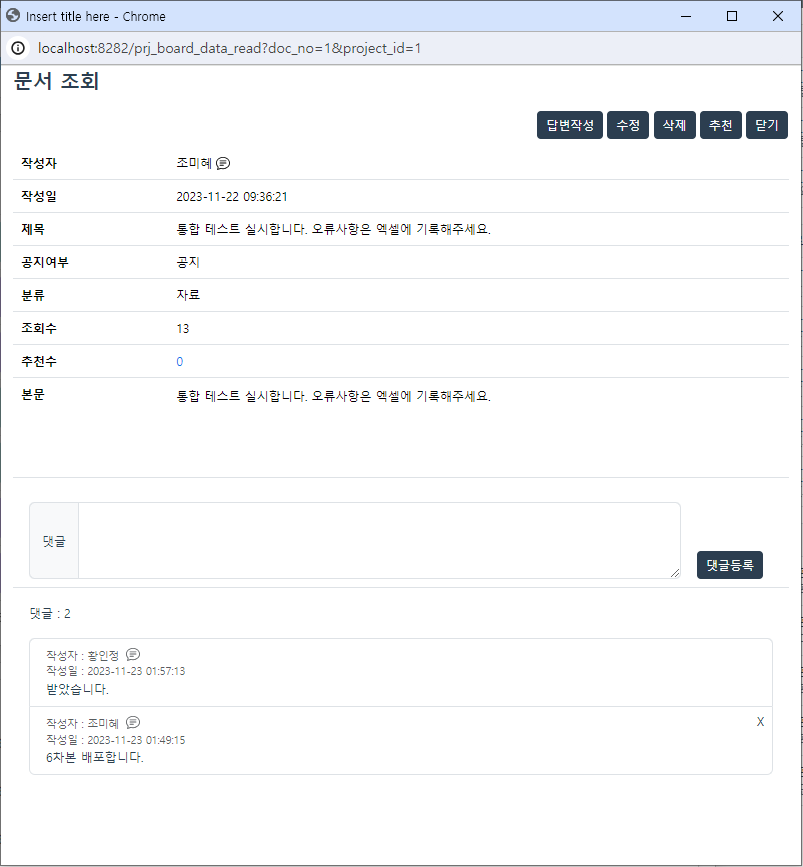 Insert title here - Chrome
localhost:8282/prj_board_data_read?doc_no=1&project_id=1
문서 조회
답변작성 수정 삭제 추천 닫기
작성자 조미혜
작성일 2023-11-22 09:36:21
제목 통합 테스트 실시합니다. 오류사항은 엑셀에 기록해주세요.
공지여부 공지
분류 자료
조회수 13
추천수 0
본문 통합 테스트 실시합니다. 오류사항은 엑셀에 기록해주세요.
댓글
댓글등록
댓글 : 2
작성자 : 황인정
작성일 : 2023-11-23 01:57:13
받았습니다.
작성자 : 조미혜 X
작성일 : 2023-11-23 01:49:15
6차본 배포합니다.